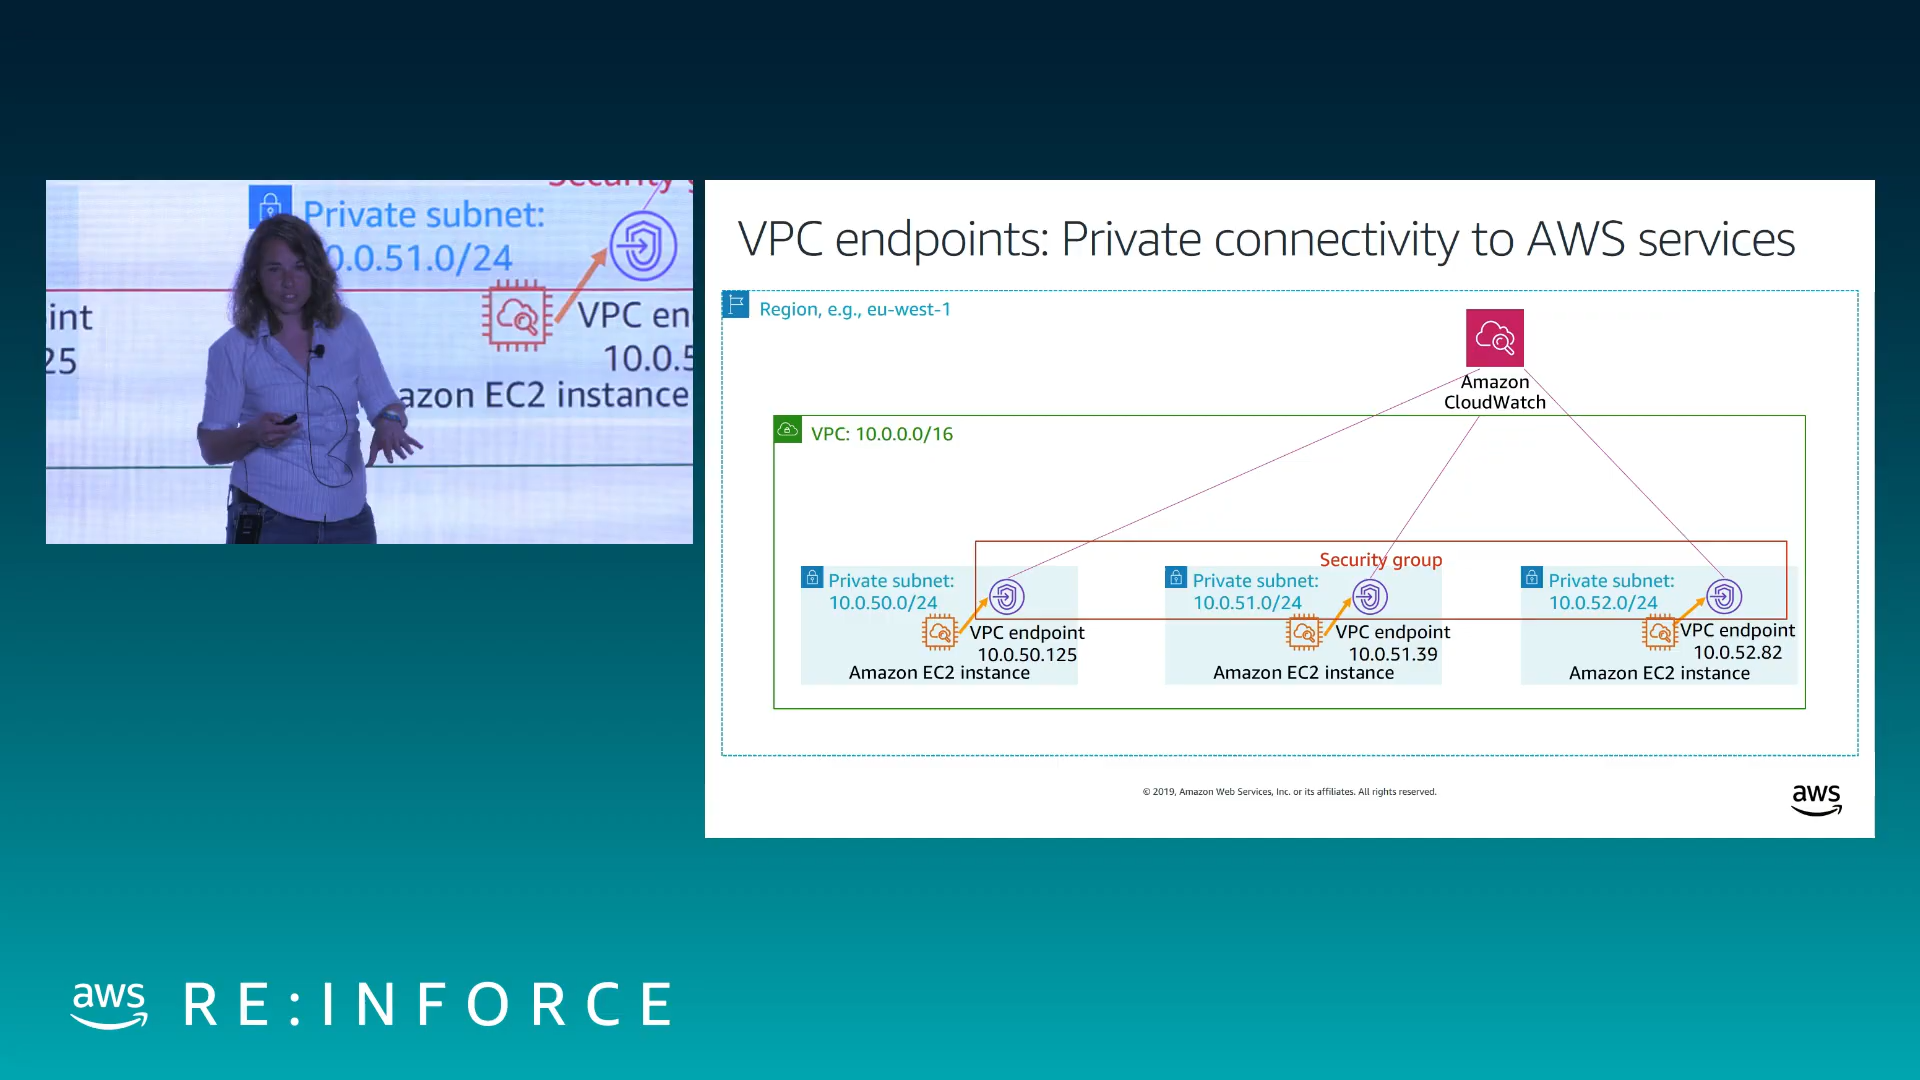 Security
Private subnet:
0.0.51.0/24
int
VPC en
25
10.0.5
azon EC2 instance
VPC endpoints: Private connectivity to AWS services
Region, e.g., eu-west-1
Amazon
CloudWatch
VPC: 10.0.0.0/16
Security group
Private subnet:
10.0.50.0/24
VPC endpoint
10.0.50.125
Amazon EC2 instance
Private subnet:
10.0.51.0/24
VPC endpoint
10.0.51.39
Amazon EC2 instance
Private subnet:
10.0.52.0/24
VPC endpoint
10.0.52.82
Amazon EC2 instance
© 2019, Amazon Web Services, Inc. or its affiliates. All rights reserved.
aws
aws RE:INFORCE